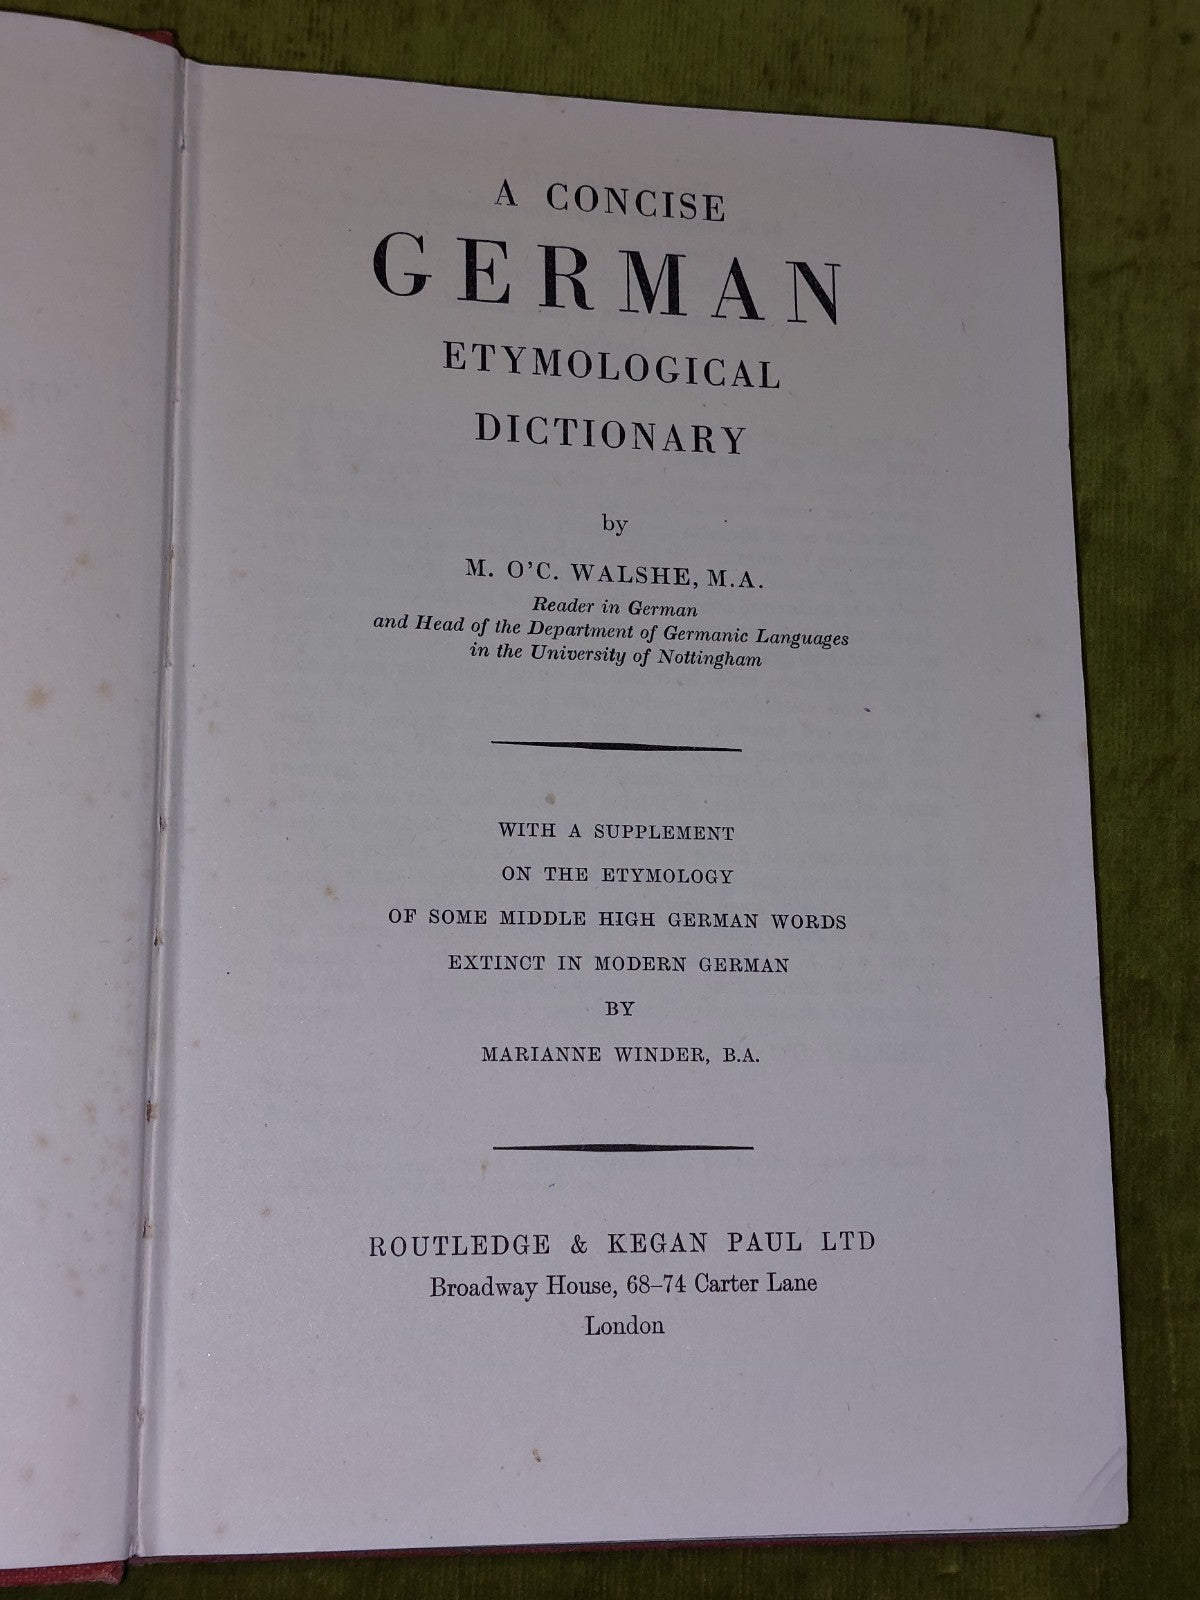 A CONCISE
GERMAN
ETYMOLOGICAL
DICTIONARY
by
M. O'C. WALSHE, M.A.
Reader in German
and Head of the Department of Germanic Languages
in the University of Nottingham
WITH A SUPPLEMENT
ON THE ETYMOLOGY
OF SOME MIDDLE HIGH GERMAN WORDS
EXTINCT IN MODERN GERMAN
BY
MARIANNE WINDER, B.A.
ROUTLEDGE & KEGAN PAUL LTD
Broadway House, 68–74 Carter Lane
London